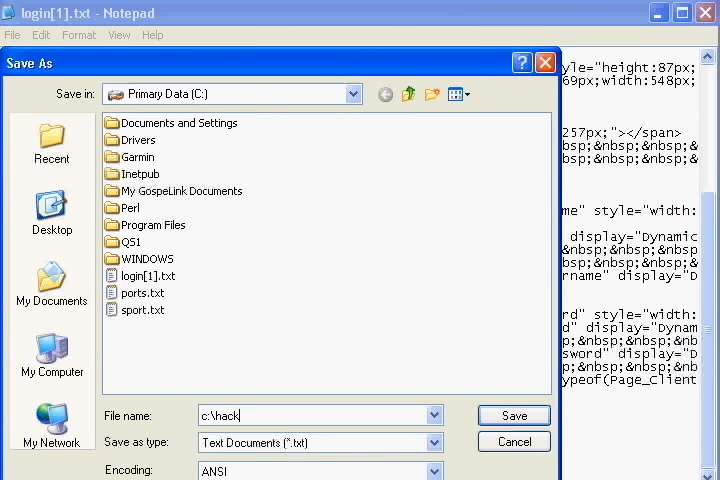 login[1].txt - Notepad
File Edit Format View Help
Save As
Save in: Primary Data (C:)
Recent
Desktop
My Documents
My Computer
My Network
Documents and Settings
Drivers
Garmin
Inetpub
My GospeLink Documents
Perl
Program Files
QS1
WINDOWS
login[1].txt
ports.txt
sport.txt
File name: c:\hack Save
Save as type: Text Documents (*.txt) Cancel
Encoding: ANSI
yle="height:87px;
69px;width:548px;
257px;"></span>
bsp;&nbsp;&nbsp;&
bsp;&nbsp;&nbsp;&
me" style="width:
display="Dynamic
&nbsp;&nbsp;&nbsp;&
bsp;&nbsp;&nbsp;&
rname" display="D
rd" style="width:
d" display="Dynam
p;&nbsp;&nbsp;&nb
sword" display="D
p;&nbsp;&nbsp;&nb
ypeof(Page_Client